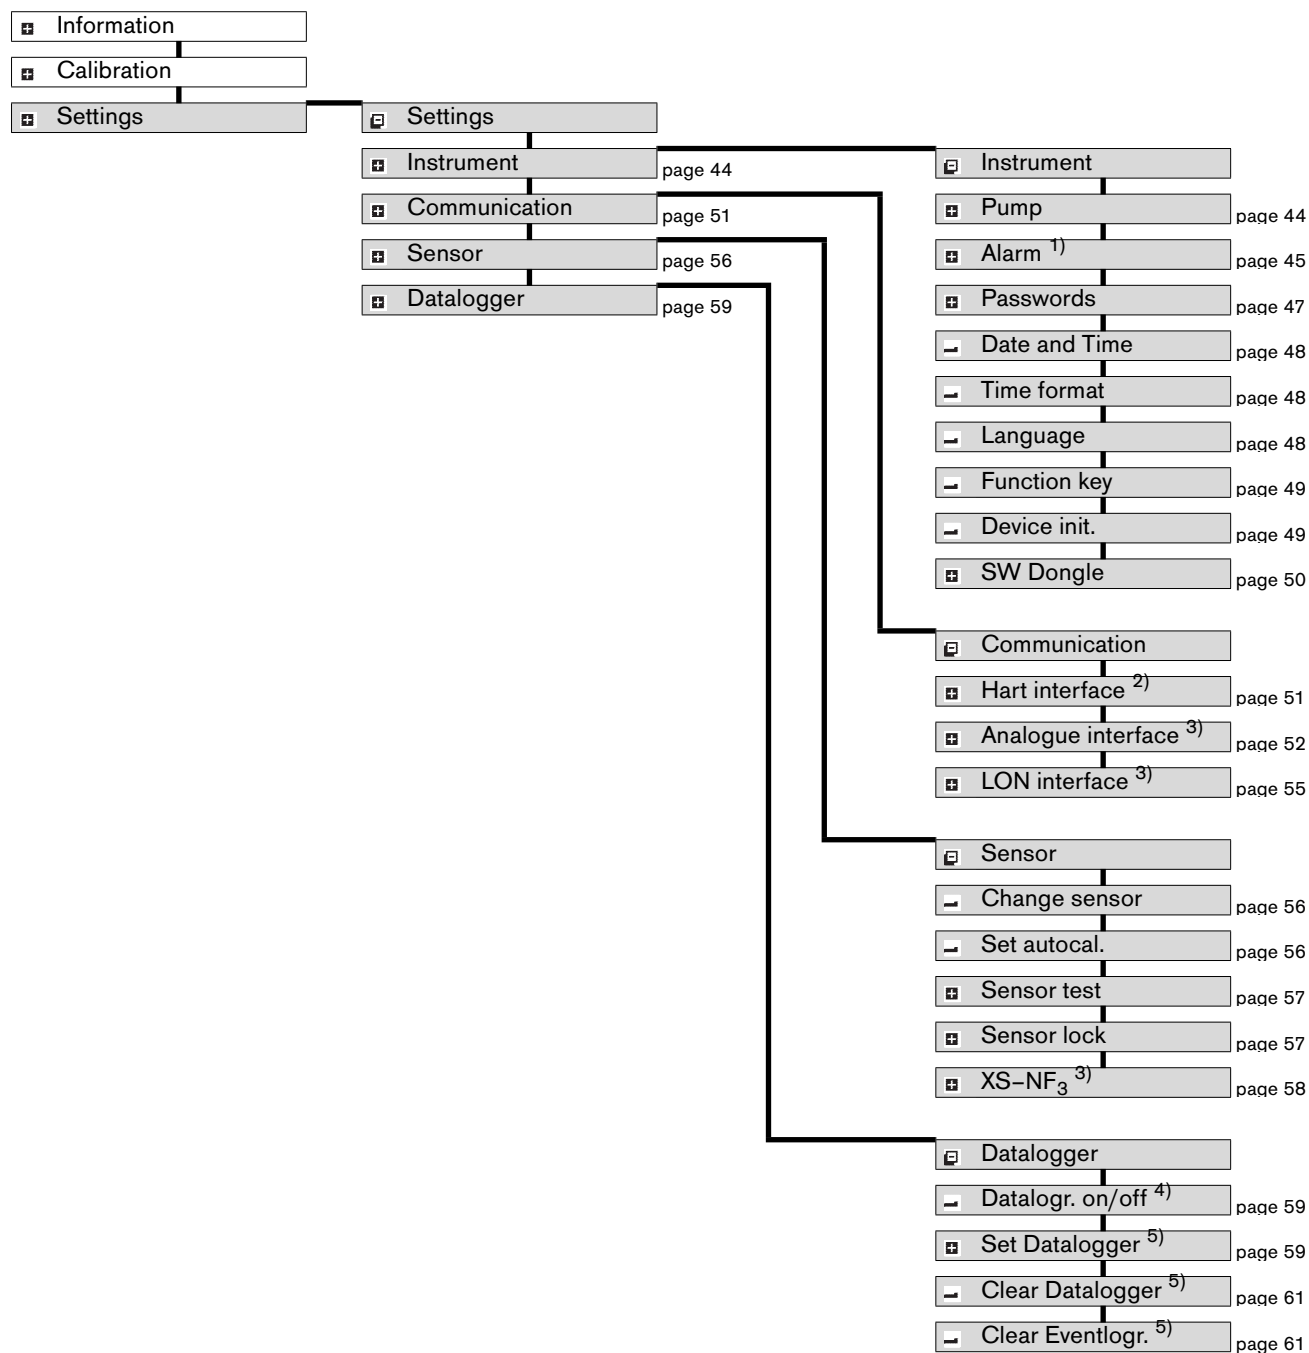 Information
Calibration
Settings
Settings
Instrument page 44
Communication page 51
Sensor page 56
Datalogger page 59
Instrument
Pump page 44
Alarm 1) page 45
Passwords page 47
Date and Time page 48
Time format page 48
Language page 48
Function key page 49
Device init. page 49
SW Dongle page 50
Communication
Hart interface 2) page 51
Analogue interface 3) page 52
LON interface 3) page 55
Sensor
Change sensor page 56
Set autocal. page 56
Sensor test page 57
Sensor lock page 57
XS–NF3 3) page 58
Datalogger
Datalogr. on/off 4) page 59
Set Datalogger 5) page 59
Clear Datalogger 5) page 61
Clear Eventlogr. 5) page 61